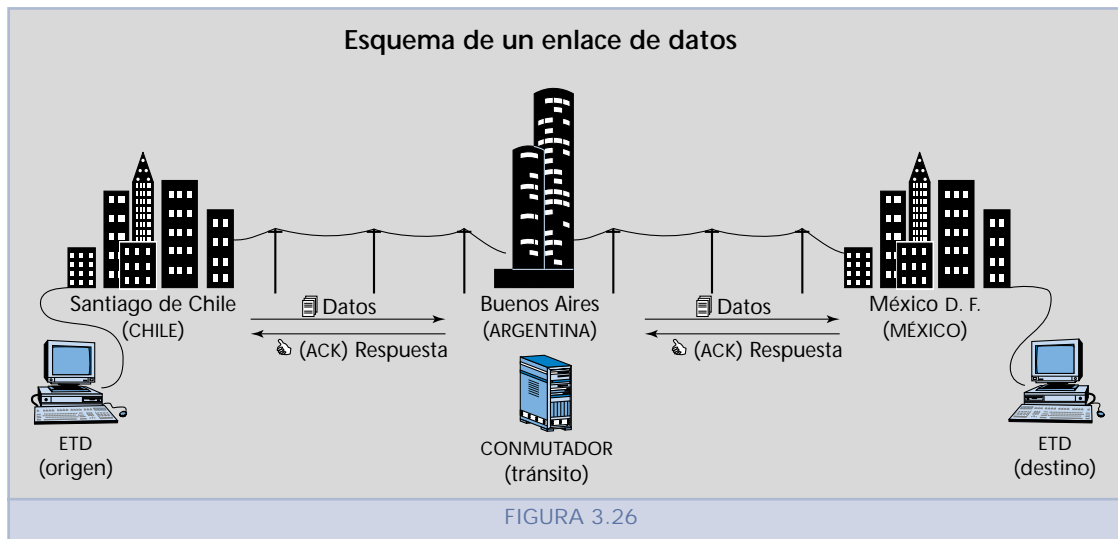 Esquema de un enlace de datos
Santiago de Chile
(CHILE)
Datos
(ACK) Respuesta
Buenos Aires
(ARGENTINA)
Datos
(ACK) Respuesta
México D. F.
(MÉXICO)
ETD
(origen)
CONMUTADOR
(tránsito)
ETD
(destino)
FIGURA 3.26